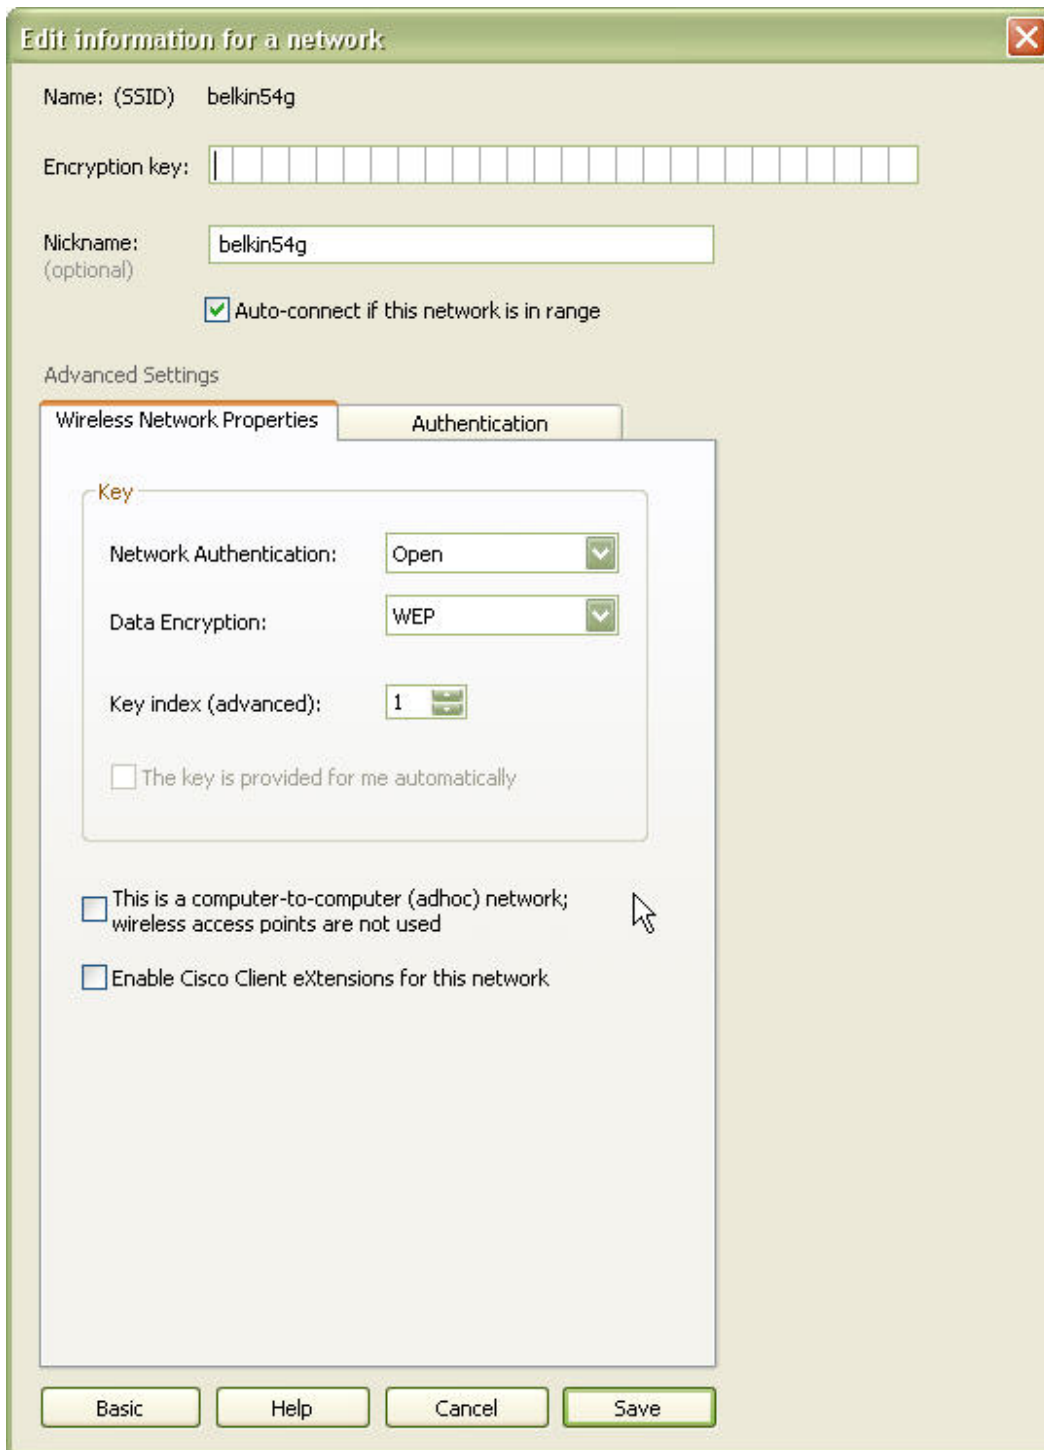 Edit information for a network
Name: (SSID) belkin54g
Encryption key:
Nickname: belkin54g
(optional)
Auto-connect if this network is in range
Advanced Settings
Wireless Network Properties Authentication
Key
Network Authentication: Open
Data Encryption: WEP
Key index (advanced): 1
The key is provided for me automatically
This is a computer-to-computer (adhoc) network;
wireless access points are not used
Enable Cisco Client eXtensions for this network
Basic Help Cancel Save